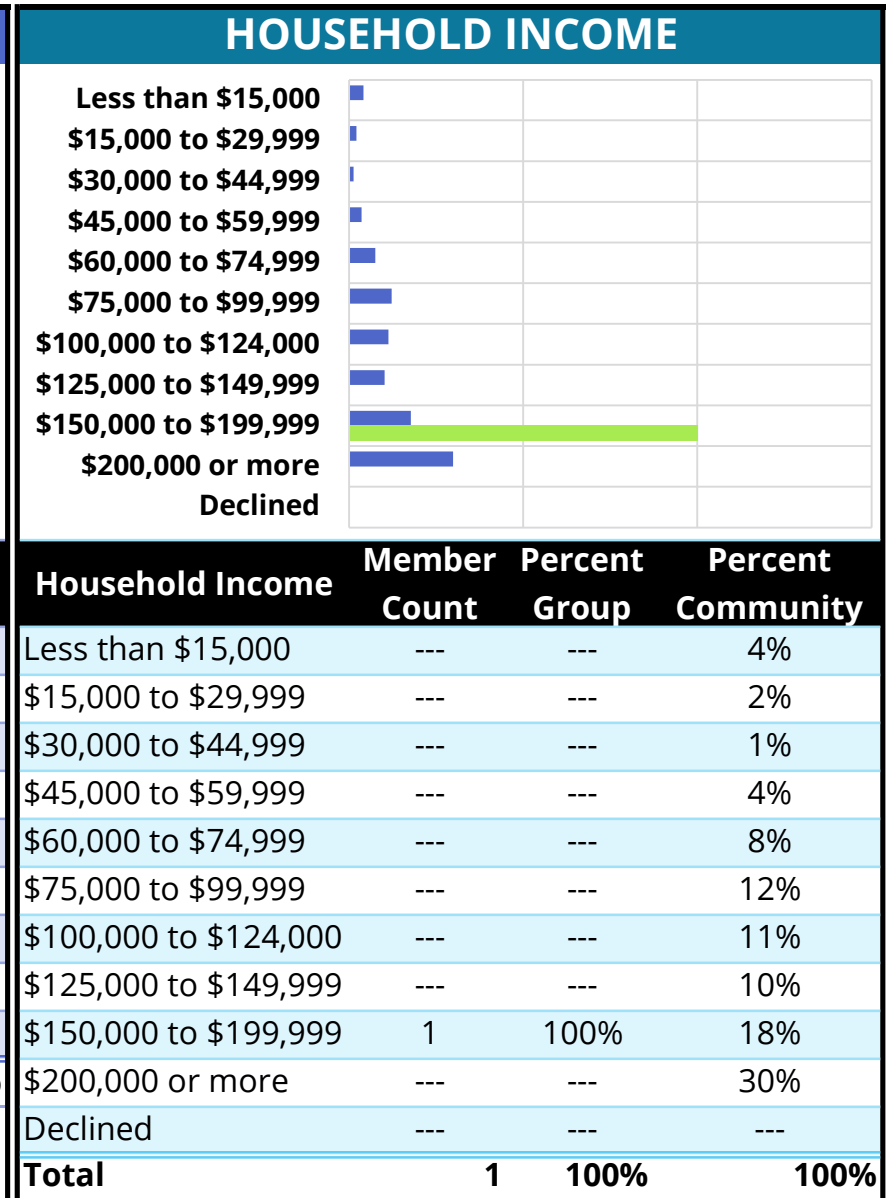 HOUSEHOLD INCOME
Less than $15,000
$15,000 to $29,999
$30,000 to $44,999
$45,000 to $59,999
$60,000 to $74,999
$75,000 to $99,999
$100,000 to $124,000
$125,000 to $149,999
$150,000 to $199,999
$200,000 or more
Declined
Household Income Member Count Percent Group Percent Community
Less than $15,000 --- --- 4%
$15,000 to $29,999 --- --- 2%
$30,000 to $44,999 --- --- 1%
$45,000 to $59,999 --- --- 4%
$60,000 to $74,999 --- --- 8%
$75,000 to $99,999 --- --- 12%
$100,000 to $124,000 --- --- 11%
$125,000 to $149,999 --- --- 10%
$150,000 to $199,999 1 100% 18%
$200,000 or more --- --- 30%
Declined --- --- ---
Total 1 100% 100%